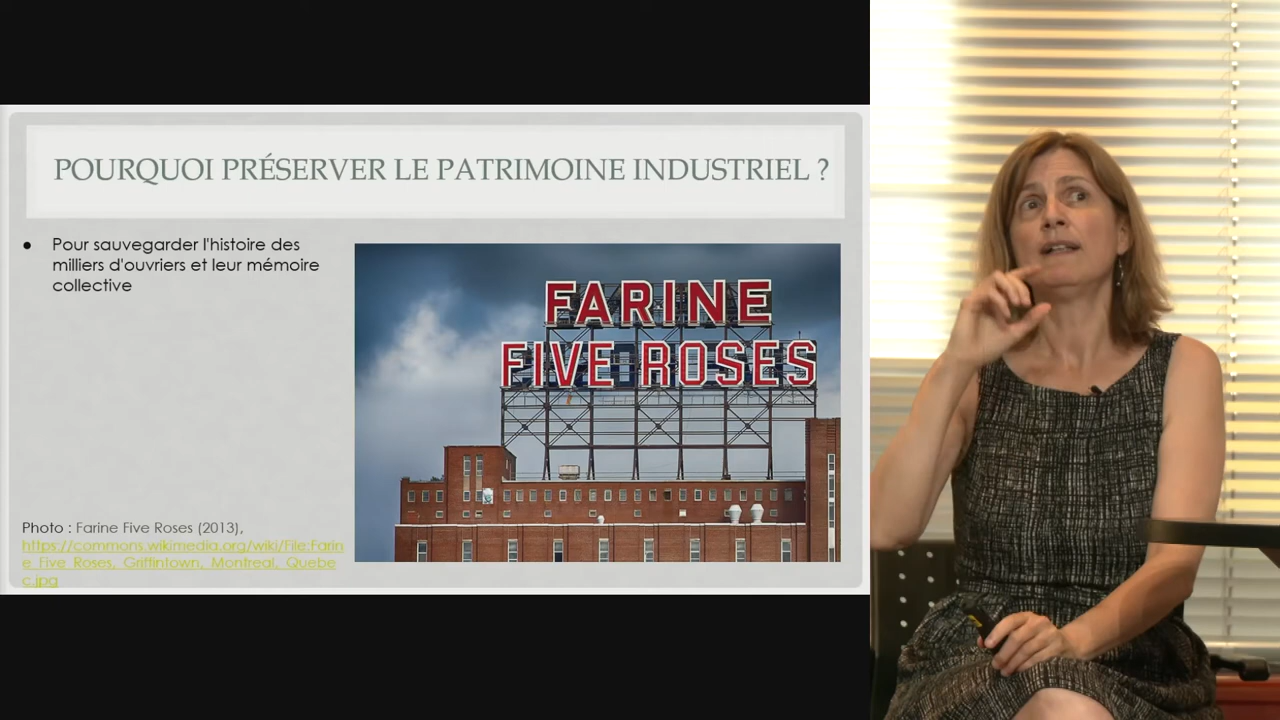 POURQUOI PRÉSERVER LE PATRIMOINE INDUSTRIEL ?
● Pour sauvegarder l'histoire des
milliers d'ouvriers et leur mémoire
collective
FARINE
FIVE ROSES
Photo : Farine Five Roses (2013),
https://commons.wikimedia.org/wiki/File:Farin
e_Five_Roses,_Griffintown,_Montreal,_Quebe
c.jpg